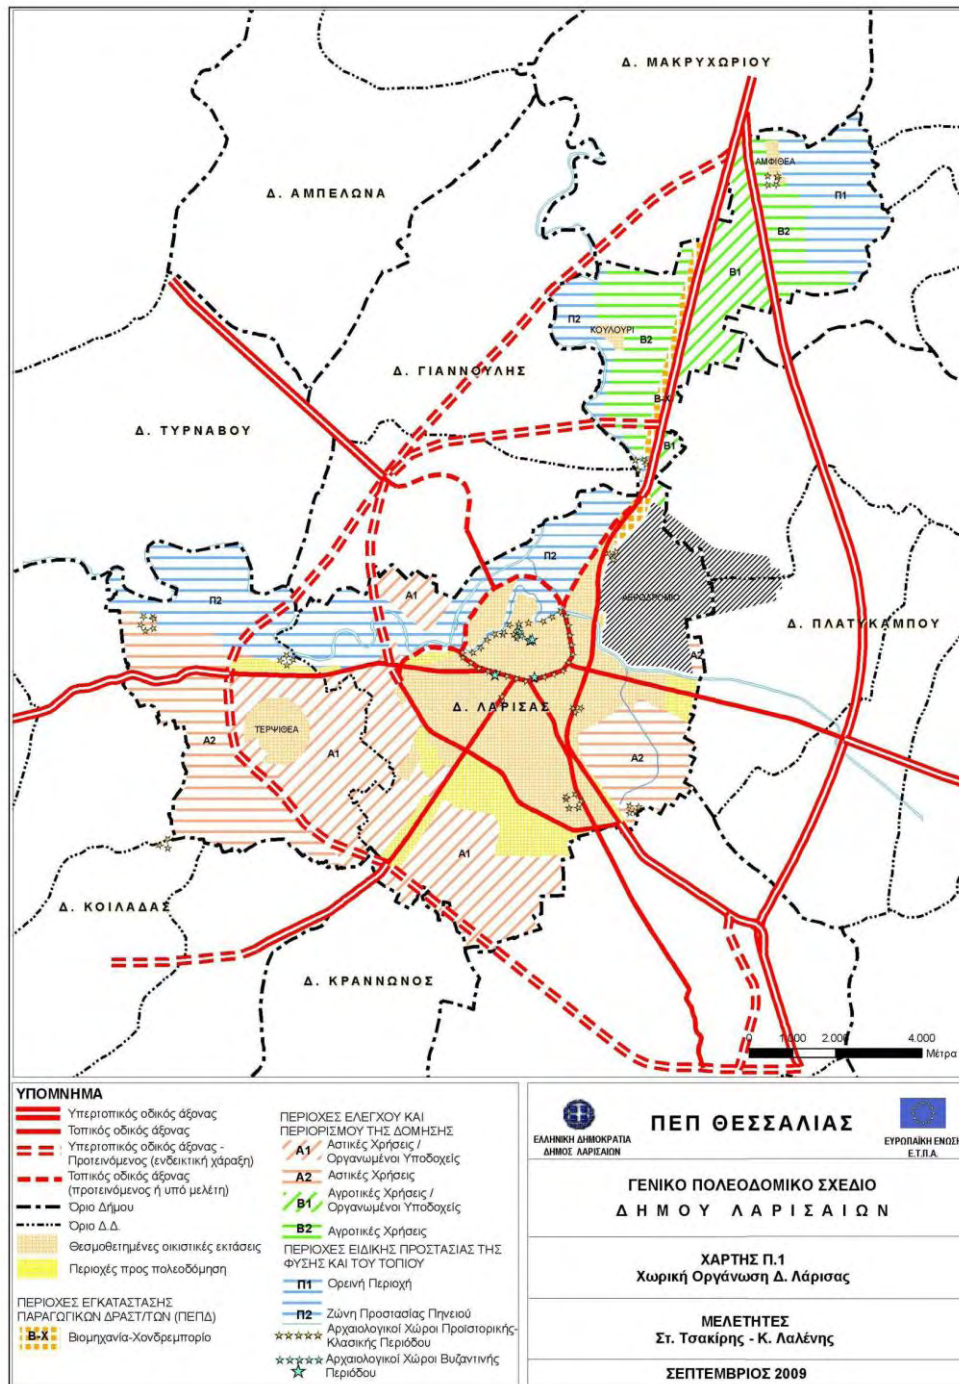 Δ. ΜΑΚΡΥΧΩΡΙΟΥ
ΑΜΦΙΘΕΑ
Δ. ΑΜΠΕΛΩΝΑ
Π1
Β2
Β1
Π2
ΚΟΥΛΟΥΡΙ
Β2
Δ. ΓΙΑΝΝΟΥΛΗΣ
Β-Χ
Δ. ΤΥΡΝΑΒΟΥ
Β1
Π2
Α1
Π2
ΑΕΡΟΔΡΟΜΙΟ
Δ. ΠΛΑΤΥΚΑΜΠΟΥ
Α2
Δ. ΛΑΡΙΣΑΣ
ΤΕΡΨΙΘΕΑ
Α2
Α1
Α2
Α1
Δ. ΚΟΙΛΑΔΑΣ
Δ. ΚΡΑΝΝΩΝΟΣ
0 1.000 2.000 4.000
Μέτρα
ΥΠΟΜΝΗΜΑ
Υπερτοπικός οδικός άξονας
Τοπικός οδικός άξονας
Υπερτοπικός οδικός άξονας -
Προτεινόμενος (ενδεικτική χάραξη)
Τοπικός οδικός άξονας
(προτεινόμενος ή υπό μελέτη)
Όριο Δήμου
Όριο Δ.Δ.
Θεσμοθετημένες οικιστικές εκτάσεις
Περιοχές προς πολεοδόμηση
ΠΕΡΙΟΧΕΣ ΕΓΚΑΤΑΣΤΑΣΗΣ
ΠΑΡΑΓΩΓΙΚΩΝ ΔΡΑΣΤ/ΤΩΝ (ΠΕΠΔ)
Β-Χ Βιομηχανία-Χονδρεμπόριο
ΠΕΡΙΟΧΕΣ ΕΛΕΓΧΟΥ ΚΑΙ
ΠΕΡΙΟΡΙΣΜΟΥ ΤΗΣ ΔΟΜΗΣΗΣ
Α1 Αστικές Χρήσεις /
Οργανωμένοι Υποδοχείς
Α2 Αστικές Χρήσεις
Β1 Αγροτικές Χρήσεις /
Οργανωμένοι Υποδοχείς
Β2 Αγροτικές Χρήσεις
ΠΕΡΙΟΧΕΣ ΕΙΔΙΚΗΣ ΠΡΟΣΤΑΣΙΑΣ ΤΗΣ
ΦΥΣΗΣ ΚΑΙ ΤΟΥ ΤΟΠΙΟΥ
Π1 Ορεινή Περιοχή
Π2 Ζώνη Προστασίας Πηνειού
Αρχαιολογικοί Χώροι Προϊστορικής-
Κλασικής Περιόδου
Αρχαιολογικοί Χώροι Βυζαντινής
Περιόδου
ΕΛΛΗΝΙΚΗ ΔΗΜΟΚΡΑΤΙΑ
ΔΗΜΟΣ ΛΑΡΙΣΑΙΩΝ
ΠΕΠ ΘΕΣΣΑΛΙΑΣ
ΕΥΡΩΠΑΪΚΗ ΕΝΩΣΗ
Ε.Τ.Π.Α.
ΓΕΝΙΚΟ ΠΟΛΕΟΔΟΜΙΚΟ ΣΧΕΔΙΟ
ΔΗΜΟΥ ΛΑΡΙΣΑΙΩΝ
ΧΑΡΤΗΣ Π.1
Χωρική Οργάνωση Δ. Λάρισας
ΜΕΛΕΤΗΤΕΣ
Στ. Τσακίρης - Κ. Λαλένης
ΣΕΠΤΕΜΒΡΙΟΣ 2009